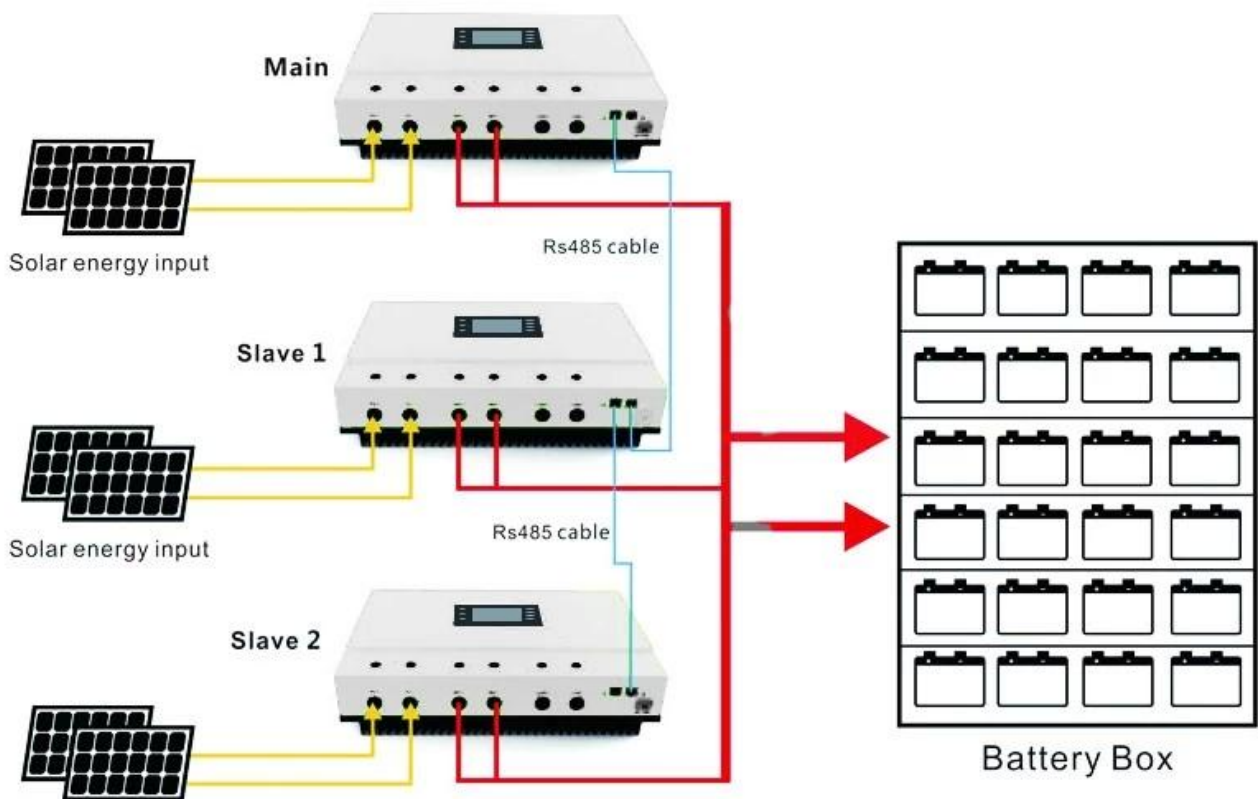 Main
Solar energy input
Rs485 cable
Slave 1
Solar energy input
Rs485 cable
Slave 2
Battery Box